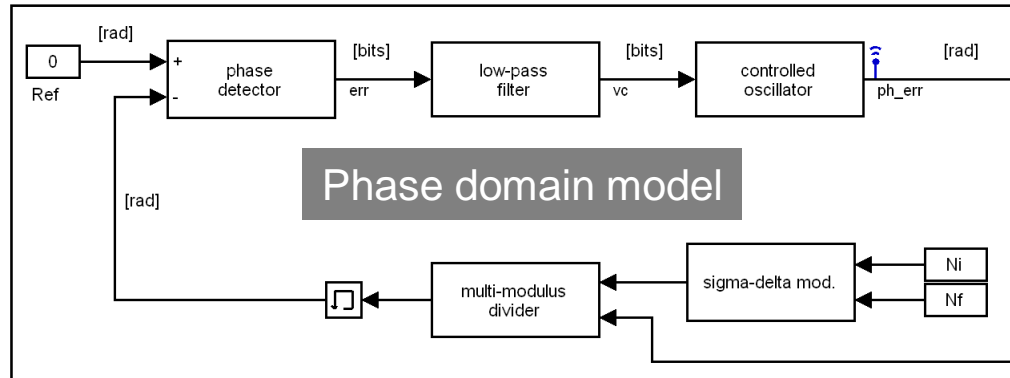 [rad]
[bits]
[bits]
[rad]
0
+
-
phase
detector
low-pass
filter
controlled
oscillator
Ref
err
vc
ph_err
Phase domain model
[rad]
multi-modulus
divider
sigma-delta mod.
Ni
Nf